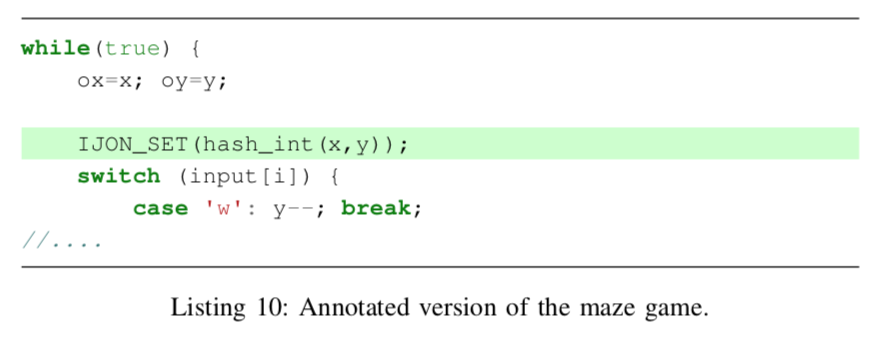 while(true) {
    ox=x; oy=y;
    IJON_SET(hash_int(x,y));
    switch (input[i]) {
        case 'w': y--; break;
//....
Listing 10: Annotated version of the maze game.